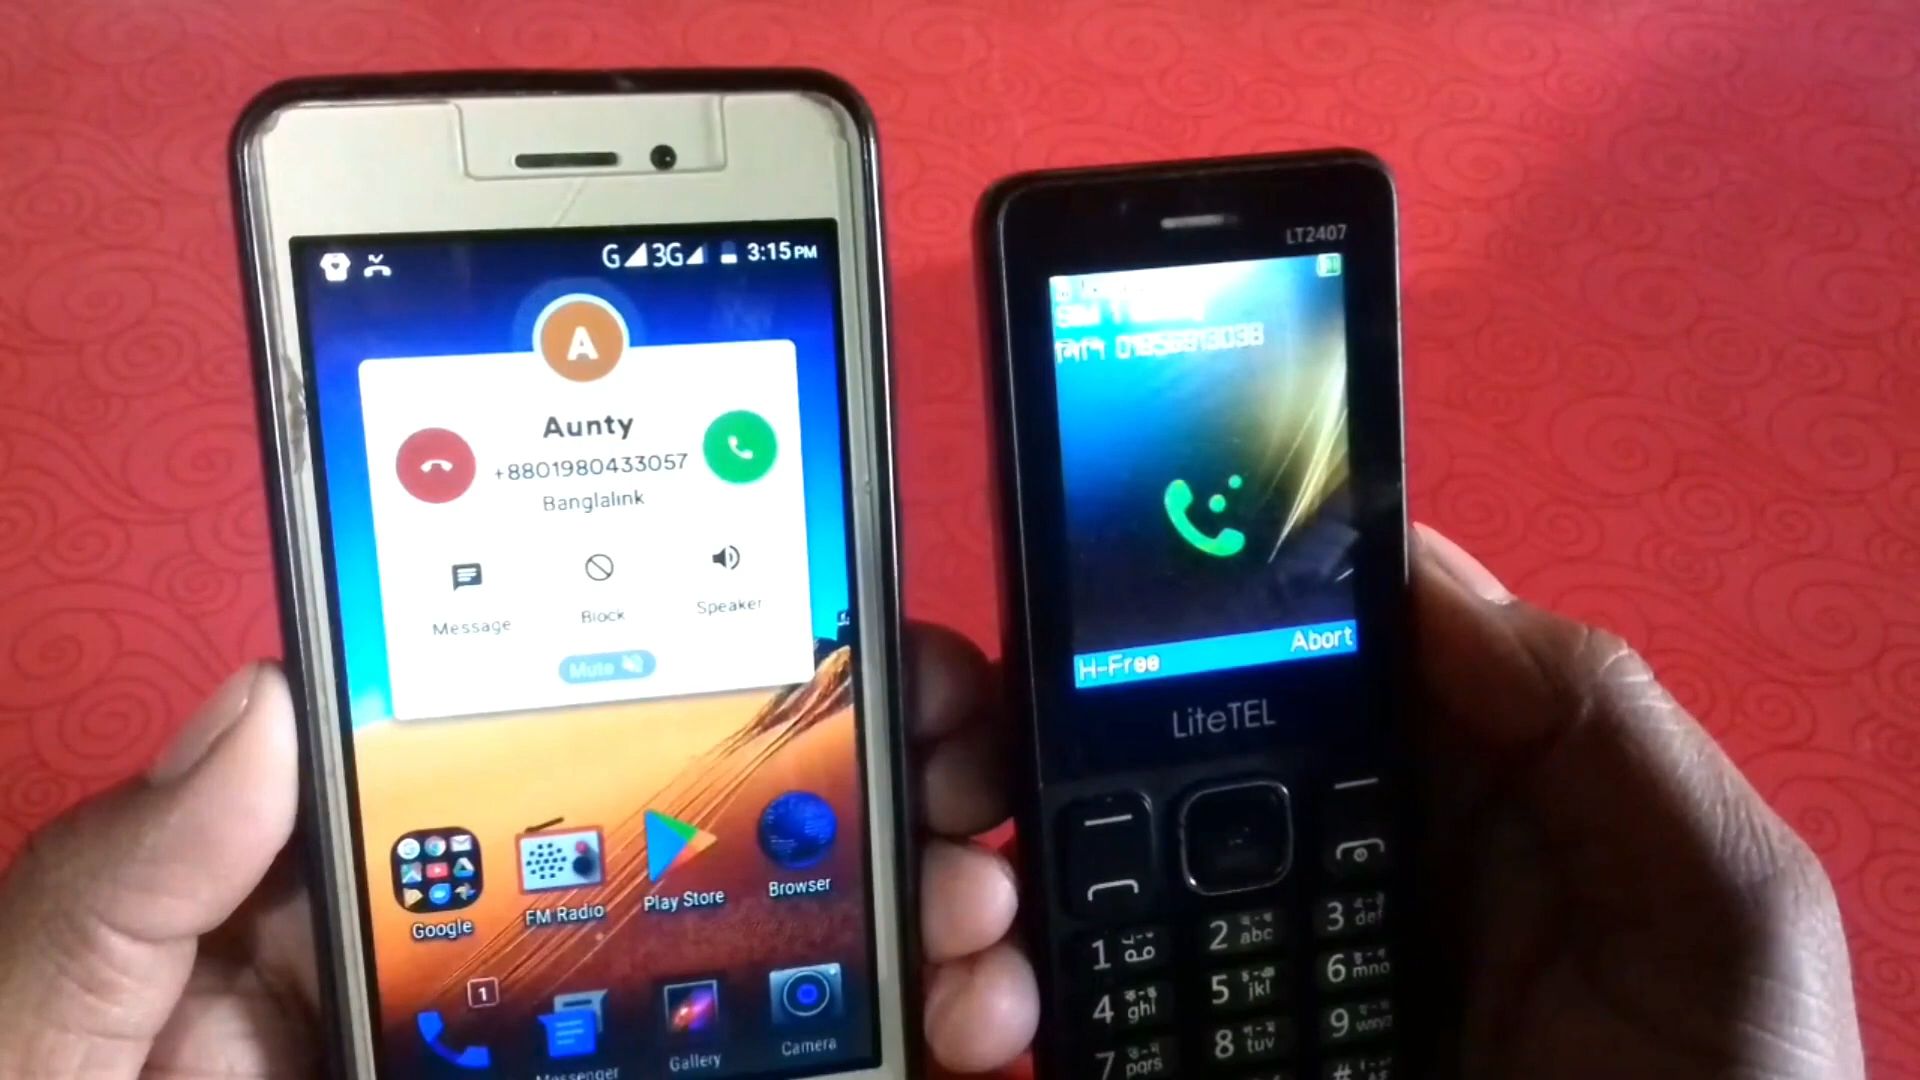 G 3G 3:15 PM
A
Aunty
+8801980433057
Banglalink
Message
Block
Speaker
Mute
Google
FM Radio
Play Store
Browser
1
Messenger
Gallery
Camera
LT2407
H-Free
Abort
LiteTEL
1
2 abc
3 def
4 ghi
5 jkl
6 mno
7 pqrs
8 tuv
9 wxyz
#